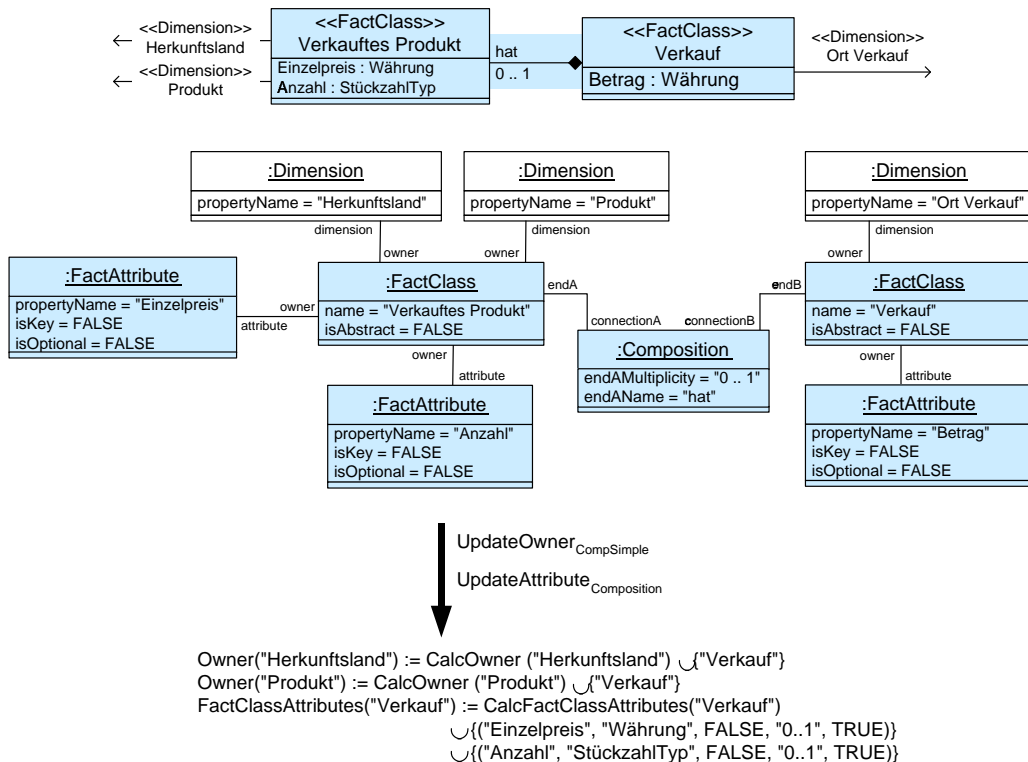 <<Dimension>>
Herkunftsland
<<Dimension>>
Produkt
<<FactClass>>
Verkauftes Produkt
Einzelpreis : Währung
Anzahl : StückzahlTyp
hat
0 .. 1
<<FactClass>>
Verkauf
Betrag : Währung
<<Dimension>>
Ort Verkauf
:Dimension
propertyName = "Herkunftsland"
:Dimension
propertyName = "Produkt"
:Dimension
propertyName = "Ort Verkauf"
dimension
owner
dimension
owner
dimension
owner
:FactAttribute
propertyName = "Einzelpreis"
isKey = FALSE
isOptional = FALSE
owner
attribute
:FactClass
name = "Verkauftes Produkt"
isAbstract = FALSE
endA
connectionA
endB
connectionB
:FactClass
name = "Verkauf"
isAbstract = FALSE
:Composition
endAMultiplicity = "0 .. 1"
endAName = "hat"
owner
attribute
owner
attribute
:FactAttribute
propertyName = "Anzahl"
isKey = FALSE
isOptional = FALSE
:FactAttribute
propertyName = "Betrag"
isKey = FALSE
isOptional = FALSE
UpdateOwner CompSimple
UpdateAttribute Composition
Owner("Herkunftsland") := CalcOwner ("Herkunftsland") ∪{"Verkauf"}
Owner("Produkt") := CalcOwner ("Produkt") ∪{"Verkauf"}
FactClassAttributes("Verkauf") := CalcFactClassAttributes("Verkauf")
∪{("Einzelpreis", "Währung", FALSE, "0..1", TRUE)}
∪{("Anzahl", "StückzahlTyp", FALSE, "0..1", TRUE)}